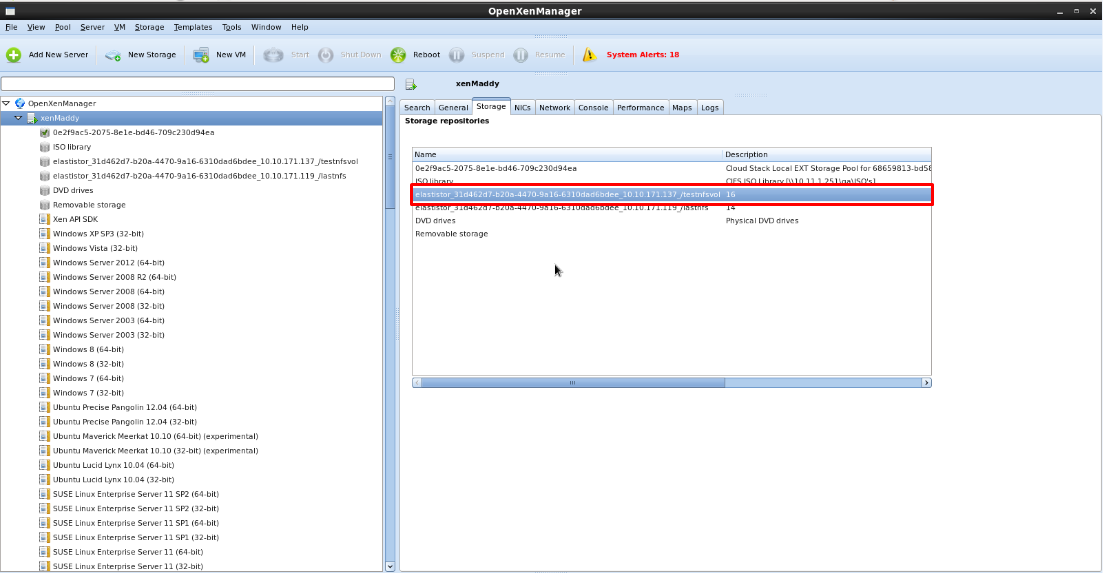 OpenXenManager
File View Pool Server VM Storage Templates Tools Window Help
Add New Server New Storage New VM Start Shut Down Reboot Suspend Resume System Alerts: 18
OpenXenManager
xenMaddy
0e2f9ac5-2075-8e1e-bd46-709c230d94ea
ISO library
elastistor_31d462d7-b20a-4470-9a16-6310dad6bdee_10.10.171.137_/testnfsvol
elastistor_31d462d7-b20a-4470-9a16-6310dad6bdee_10.10.171.119_/lastnfs
DVD drives
Removable storage
Xen API SDK
Windows XP SP3 (32-bit)
Windows Vista (32-bit)
Windows Server 2012 (64-bit)
Windows Server 2008 R2 (64-bit)
Windows Server 2008 (64-bit)
Windows Server 2008 (32-bit)
Windows Server 2003 (64-bit)
Windows Server 2003 (32-bit)
Windows 8 (64-bit)
Windows 8 (32-bit)
Windows 7 (64-bit)
Windows 7 (32-bit)
Ubuntu Precise Pangolin 12.04 (64-bit)
Ubuntu Precise Pangolin 12.04 (32-bit)
Ubuntu Maverick Meerkat 10.10 (64-bit) (experimental)
Ubuntu Maverick Meerkat 10.10 (32-bit) (experimental)
Ubuntu Lucid Lynx 10.04 (64-bit)
Ubuntu Lucid Lynx 10.04 (32-bit)
SUSE Linux Enterprise Server 11 SP2 (64-bit)
SUSE Linux Enterprise Server 11 SP2 (32-bit)
SUSE Linux Enterprise Server 11 SP1 (64-bit)
SUSE Linux Enterprise Server 11 SP1 (32-bit)
SUSE Linux Enterprise Server 11 (64-bit)
SUSE Linux Enterprise Server 11 (32-bit)
xenMaddy
Search General Storage NICs Network Console Performance Maps Logs
Storage repositories
Name Description
0e2f9ac5-2075-8e1e-bd46-709c230d94ea Cloud Stack Local EXT Storage Pool for 68659813-bd58
ISO library CIFS ISO Library [\\10.11.1.251\qa\ISO's]
elastistor_31d462d7-b20a-4470-9a16-6310dad6bdee_10.10.171.137_/testnfsvol 16
elastistor_31d462d7-b20a-4470-9a16-6310dad6bdee_10.10.171.119_/lastnfs 14
DVD drives Physical DVD drives
Removable storage